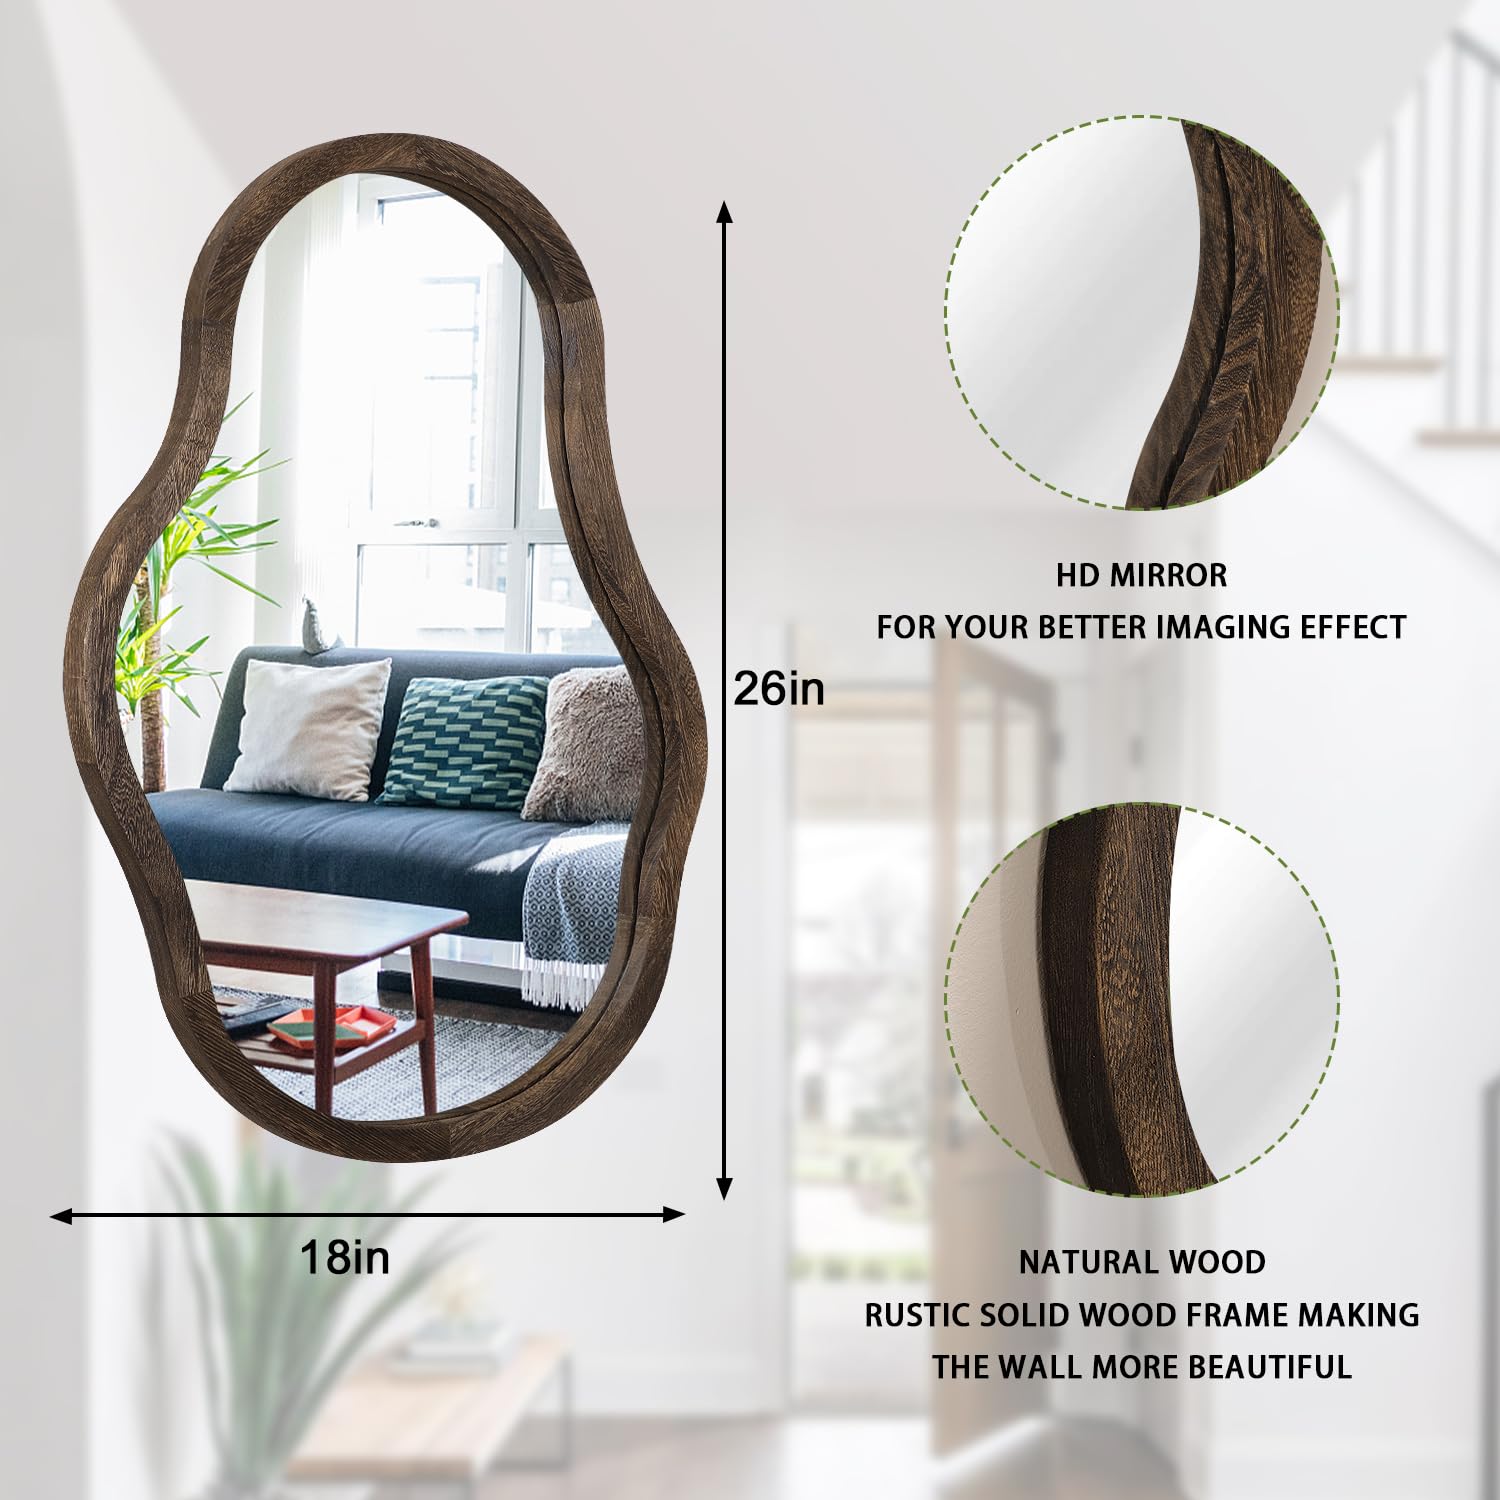 HD MIRROR
FOR YOUR BETTER IMAGING EFFECT
26in
18in
NATURAL WOOD
RUSTIC SOLID WOOD FRAME MAKING
THE WALL MORE BEAUTIFUL